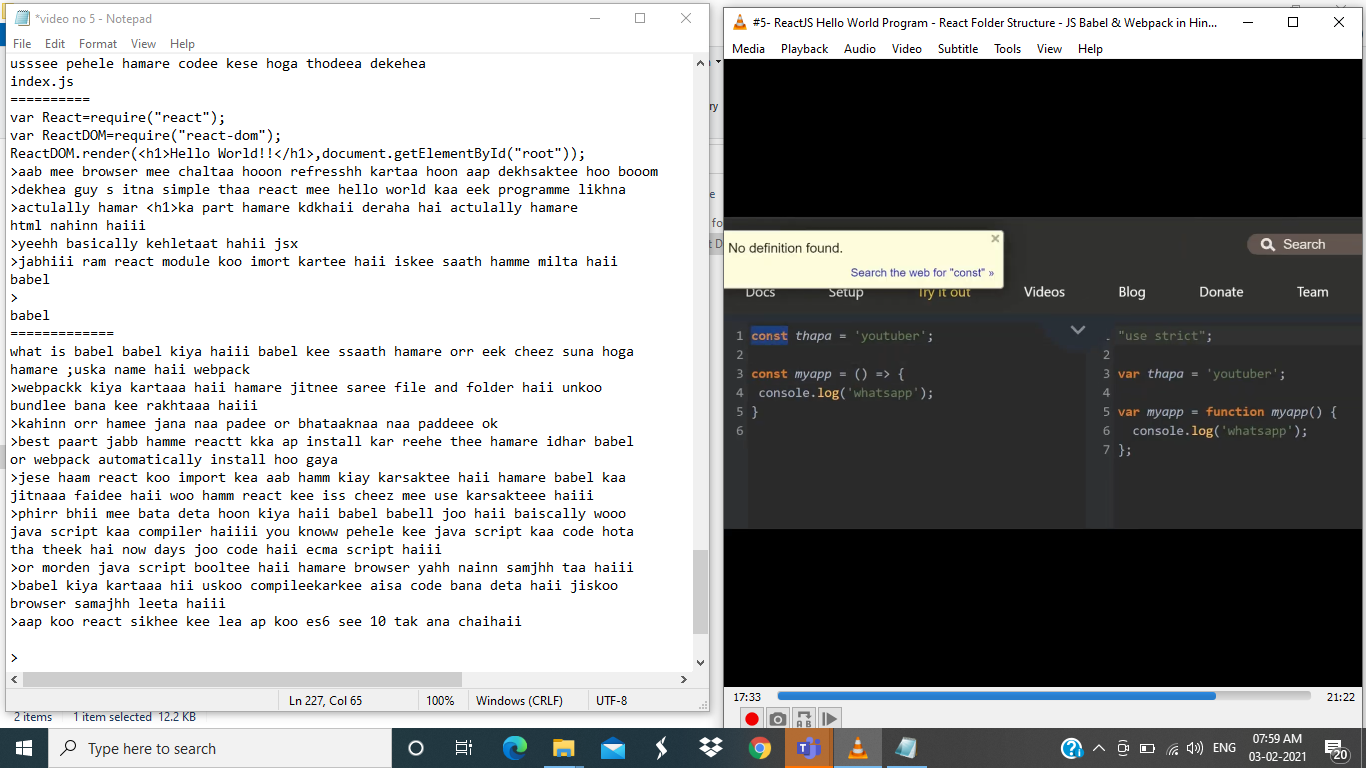 *video no 5 - Notepad
File Edit Format View Help
usssee pehele hamare codee kese hoga thodeea dekehea
index.js
==========
var React=require("react");
var ReactDOM=require("react-dom");
ReactDOM.render(<h1>Hello World!!</h1>,document.getElementById("root"));
>aab mee browser mee chaltaa hooon refresshh kartaa hoon aap dekhsaktee hoo booom
>dekhea guy s itna simple thaa react mee hello world kaa eek programme likhna
>actulally hamar <h1>ka part hamare kdkhaii deraha hai actulally hamare
html nahinn haiii
>yeehh basically kehletaat hahii jsx
>jabhiii ram react module koo imort kartee haii iskee saath hamme milta haii
babel
>
babel
=============
what is babel babel kiya haiii babel kee ssaath hamare orr eek cheez suna hoga
hamare ;uska name haii webpack
>webpackk kiya kartaaa haii hamare jitnee saree file and folder haii unkoo
bundlee bana kee rakhtaaa haiii
>kahinn orr hamee jana naa padee or bhataaknaa naa paddeee ok
>best paart jabb hamme reactt kka ap install kar reehe thee hamare idhar babel
or webpack automatically install hoo gaya
>jese haam react koo import kea aab hamm kiay karsaktee haii hamare babel kaa
jitnaaa faidee haii woo hamm react kee iss cheez mee use karsakteee haiii
>phirr bhii mee bata deta hoon kiya haii babel babell joo haii baiscally wooo
java script kaa compiler haiiii you knoww pehele kee java script kaa code hota
tha theek hai now days joo code haii ecma script haiii
>or morden java script booltee haii hamare browser yahh nainn samjhh taa haiii
>babel kiya kartaaa hii uskoo compileekarkee aisa code bana deta haii jiskoo
browser samajhh leeta haiii
>aap koo react sikhee kee lea ap koo es6 see 10 tak ana chaihaii
>
Ln 227, Col 65 100% Windows (CRLF) UTF-8
2 items 1 item selected 12.2 KB
#5- ReactJS Hello World Program - React Folder Structure - JS Babel & Webpack in Hin...
Media Playback Audio Video Subtitle Tools View Help
No definition found.
Search the web for "const" »
Search
Docs Setup Try it out Videos Blog Donate Team
1 const thapa = 'youtuber';
2
3 const myapp = () => {
4 console.log('whatsapp');
5 }
6
"use strict";
2
3 var thapa = 'youtuber';
4
5 var myapp = function myapp() {
6 console.log('whatsapp');
7 };
17:33 21:22
Type here to search
ENG
07:59 AM
03-02-2021
20